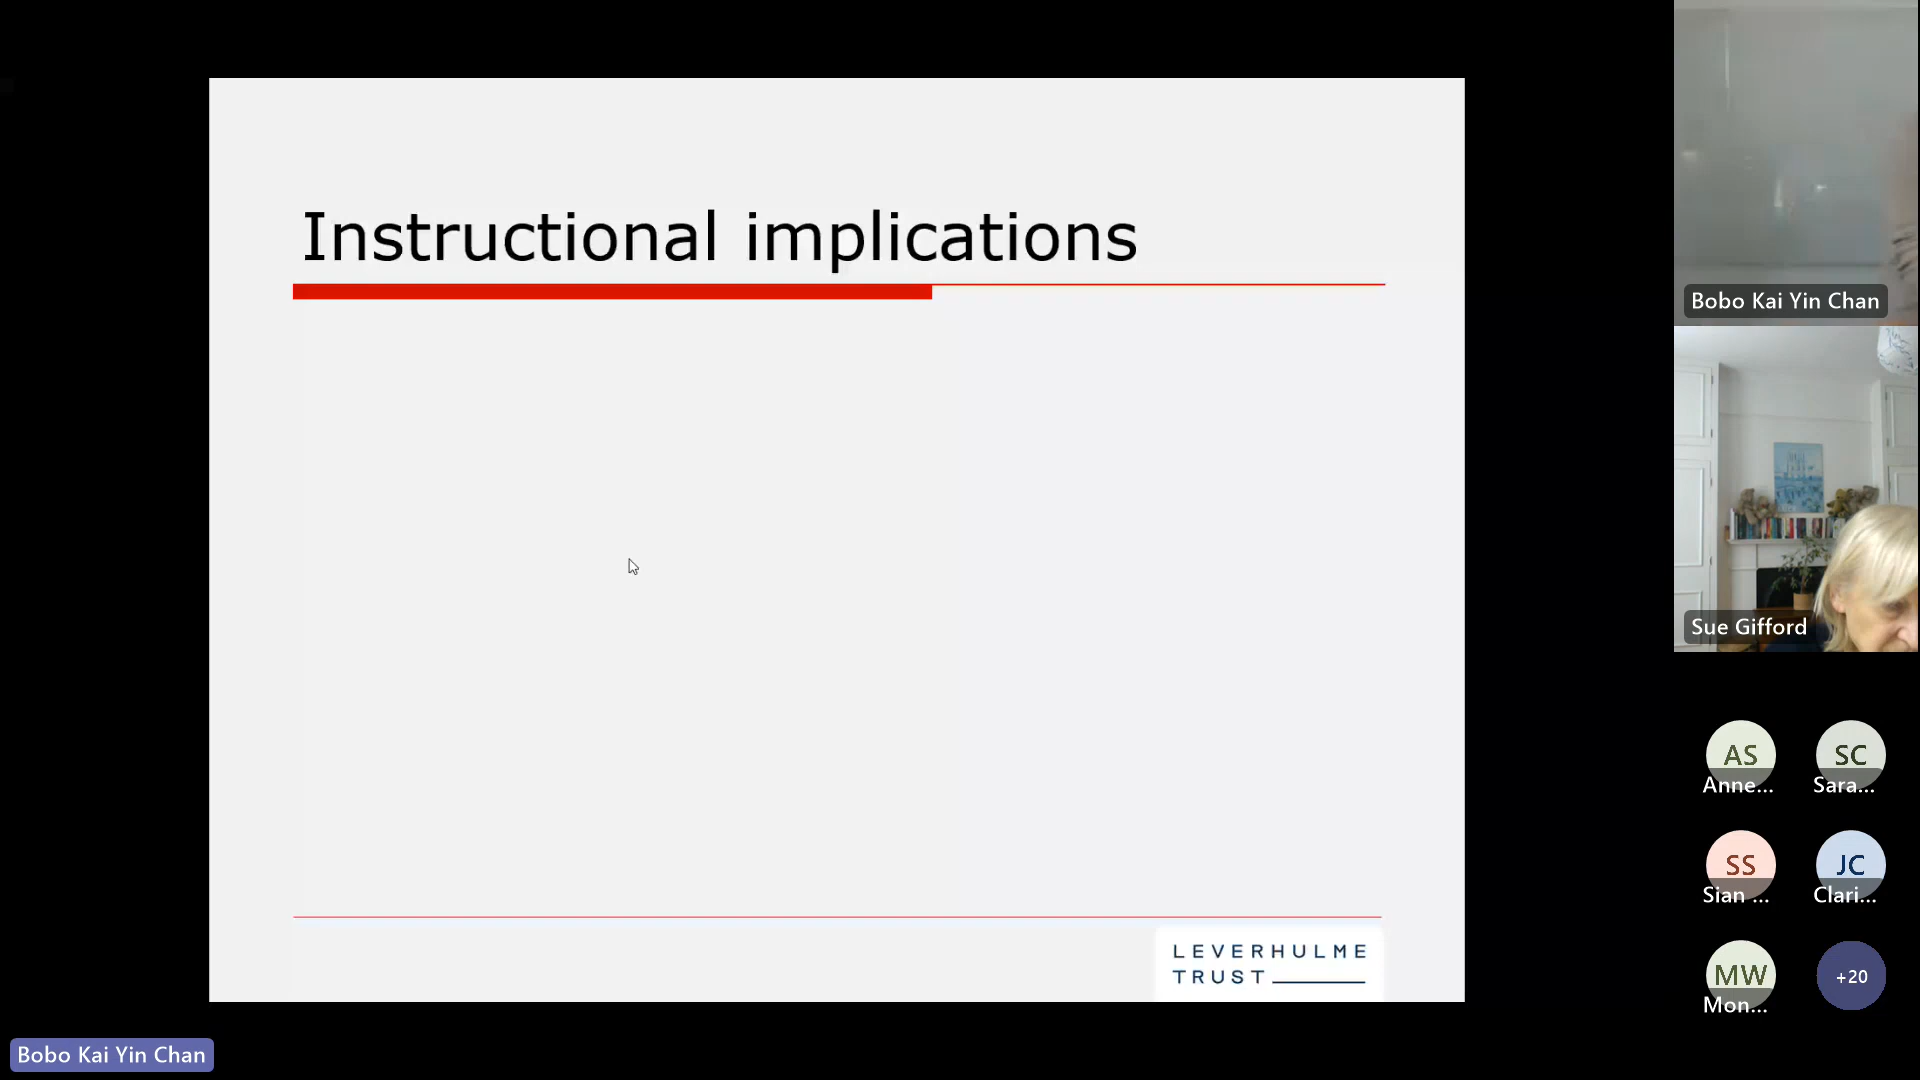 Instructional implications
LEVERHULME
TRUST
Bobo Kai Yin Chan
Sue Gifford
AS
Anne...
SC
Sara...
SS
Sian ...
JC
Clari...
MW
Mon...
+20
Bobo Kai Yin Chan